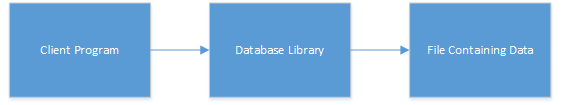 Client Program
Database Library
File Containing Data